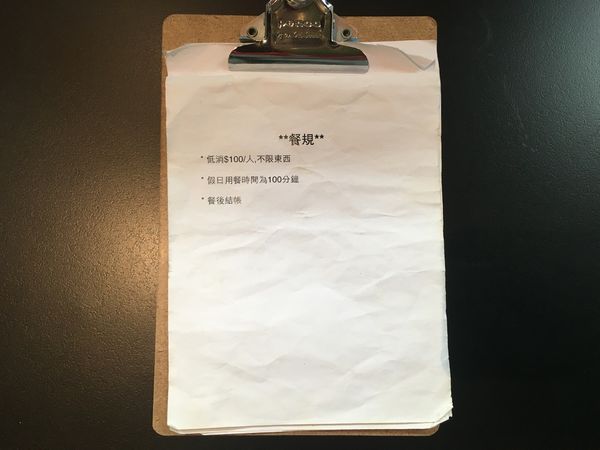 **餐規**
* 低消$100/人,不限東西
* 假日用餐時間為100分鐘
* 餐後結帳